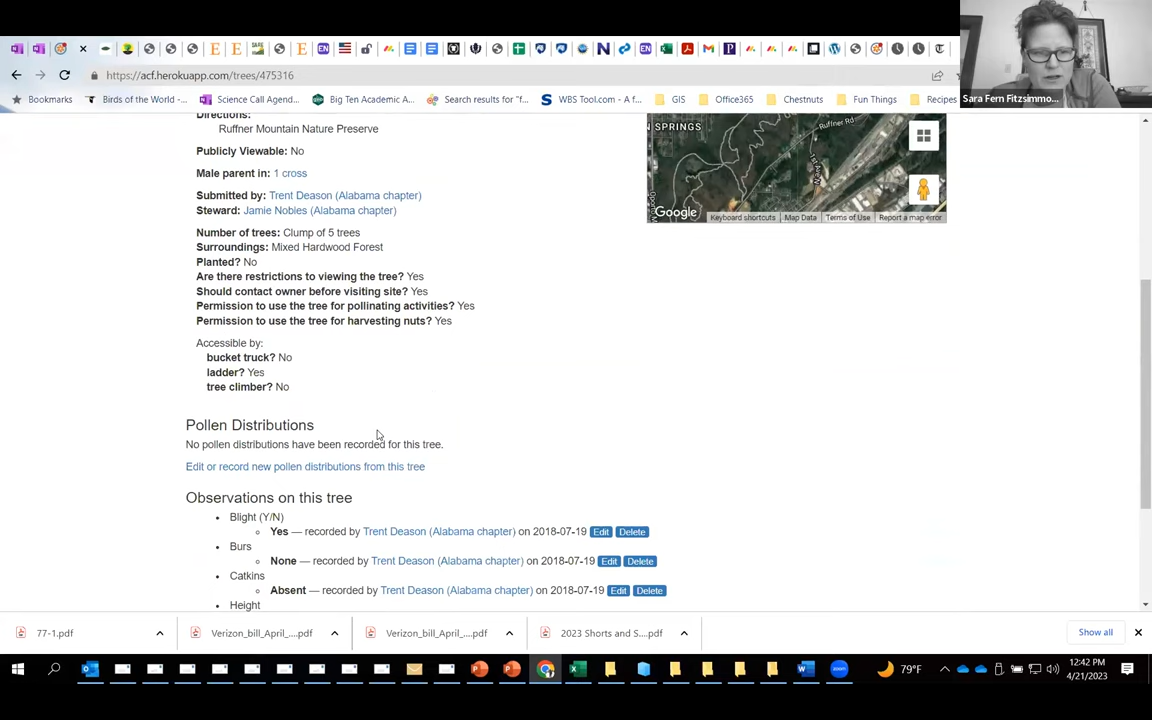 https://acf.herokuapp.com/trees/475316
Bookmarks
Birds of the World -...
Science Call Agend...
Big Ten Academic A...
Search results for "f...
WBS Tool.com - A f...
GIS
Office365
Chestnuts
Fun Things
Recipes
Sara Fern Fitzsimmo...
Directions:
Ruffner Mountain Nature Preserve
Publicly Viewable: No
Male parent in: 1 cross
Submitted by: Trent Deason (Alabama chapter)
Steward: Jamie Nobles (Alabama chapter)
Number of trees: Clump of 5 trees
Surroundings: Mixed Hardwood Forest
Planted? No
Are there restrictions to viewing the tree? Yes
Should contact owner before visiting site? Yes
Permission to use the tree for pollinating activities? Yes
Permission to use the tree for harvesting nuts? Yes
Accessible by:
bucket truck? No
ladder? Yes
tree climber? No
N SPRINGS
Ruffner Rd
1st Ave N
Google
Keyboard shortcuts
Map Data
Terms of Use
Report a map error
Pollen Distributions
No pollen distributions have been recorded for this tree.
Edit or record new pollen distributions from this tree
Observations on this tree
Blight (Y/N)
Yes — recorded by Trent Deason (Alabama chapter) on 2018-07-19 Edit Delete
Burs
None — recorded by Trent Deason (Alabama chapter) on 2018-07-19 Edit Delete
Catkins
Absent — recorded by Trent Deason (Alabama chapter) on 2018-07-19 Edit Delete
Height
77-1.pdf
Verizon_bill_April_....pdf
Verizon_bill_April_....pdf
2023 Shorts and S....pdf
Show all
79°F
12:42 PM
4/21/2023